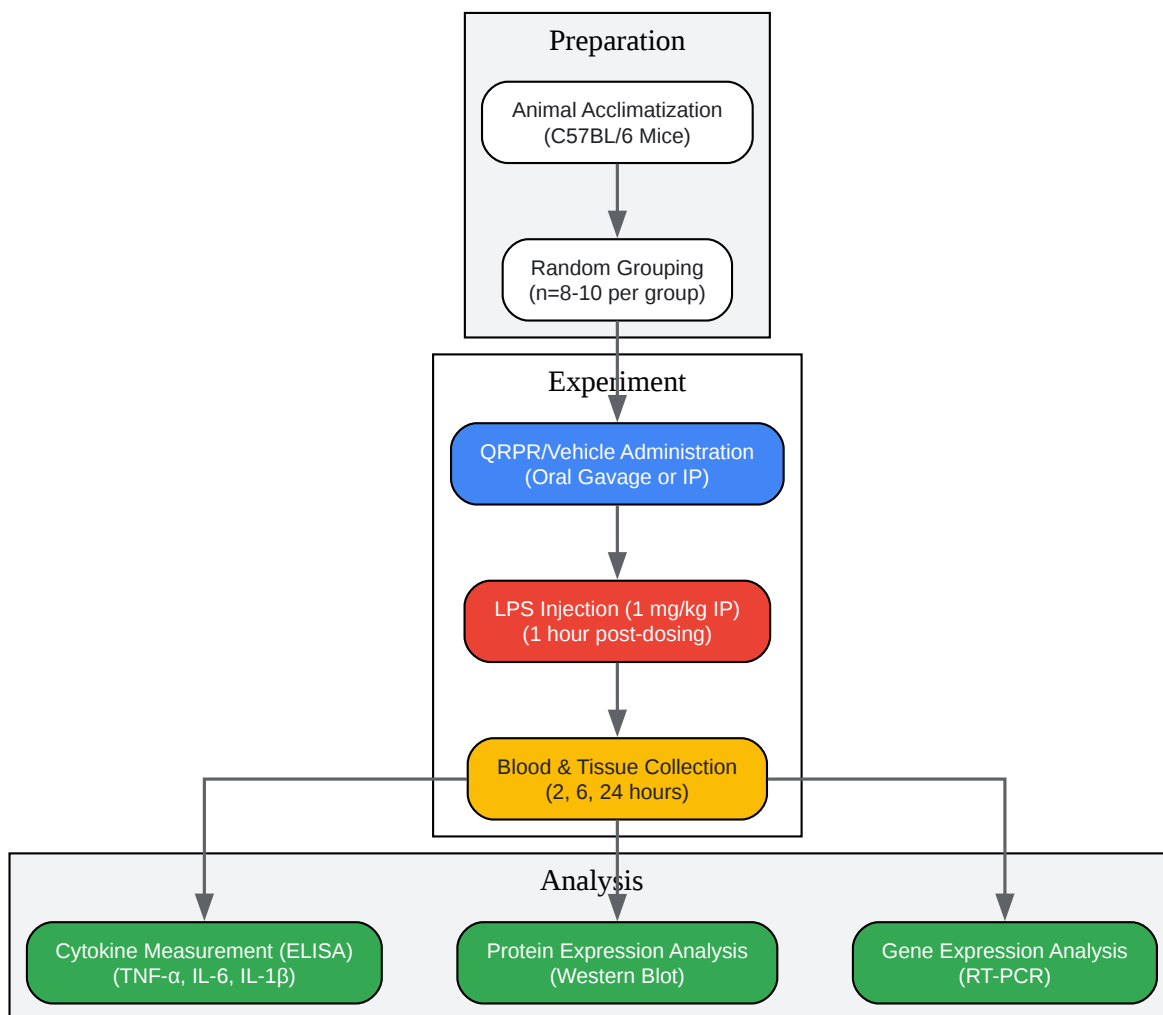 Preparation
Animal Acclimatization
(C57BL/6 Mice)
Random Grouping
(n=8-10 per group)
Experiment
QRPR/Vehicle Administration
(Oral Gavage or IP)
LPS Injection (1 mg/kg IP)
(1 hour post-dosing)
Blood & Tissue Collection
(2, 6, 24 hours)
Analysis
Cytokine Measurement (ELISA)
(TNF-α, IL-6, IL-1β)
Protein Expression Analysis
(Western Blot)
Gene Expression Analysis
(RT-PCR)